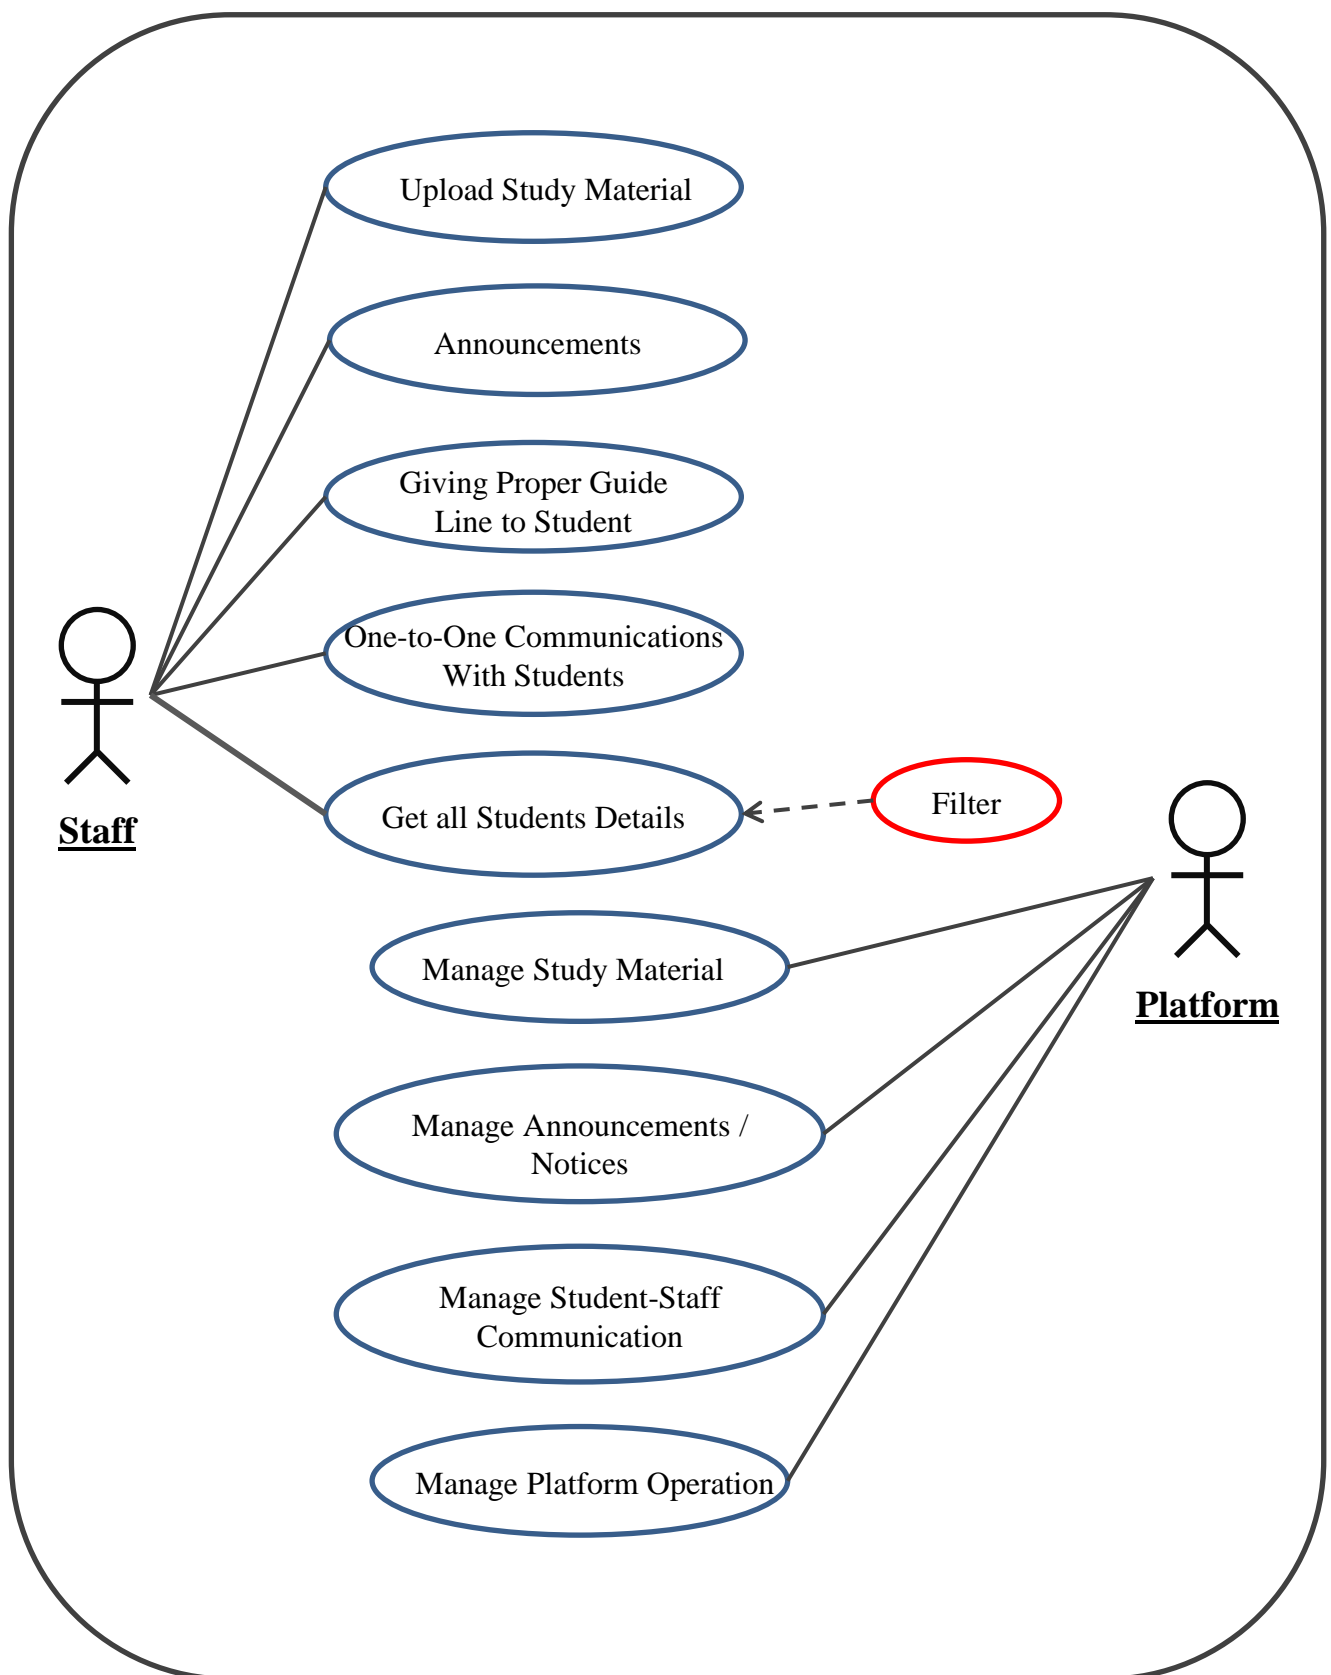 Upload Study Material
Announcements
Giving Proper Guide
Line to Student
One-to-One Communications
With Students
Staff
Get all Students Details
Filter
Manage Study Material
Platform
Manage Announcements /
Notices
Manage Student-Staff
Communication
Manage Platform Operation